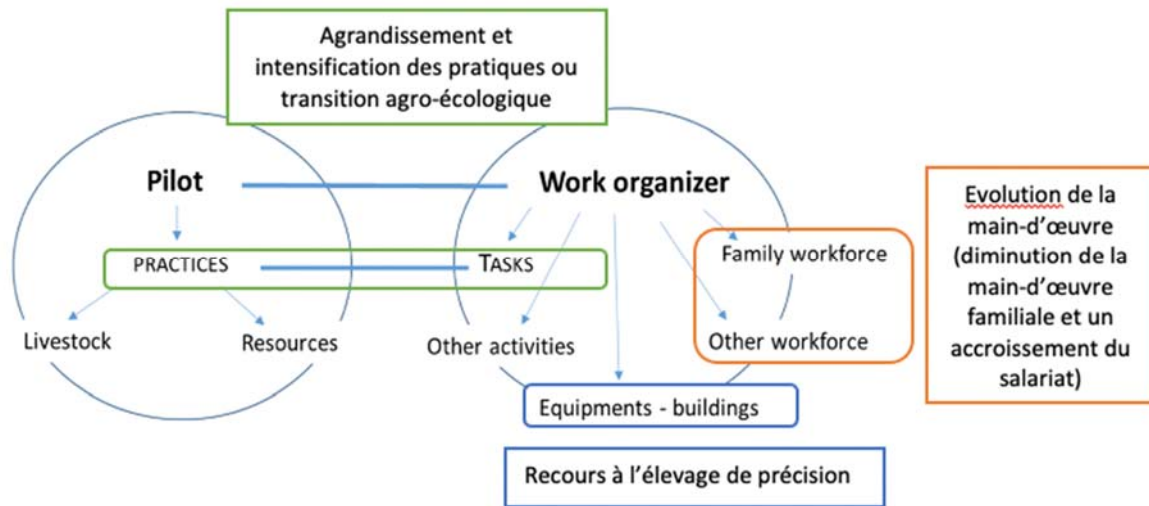 Agrandissement et
intensification des pratiques ou
transition agro-écologique
Pilot
Work organizer
PRACTICES
TASKS
Family workforce
Livestock
Resources
Other activities
Other workforce
Equipments - buildings
Recours à l'élevage de précision
Evolution de la
main-d'œuvre
(diminution de la
main-d'œuvre
familiale et un
accroissement du
salariat)